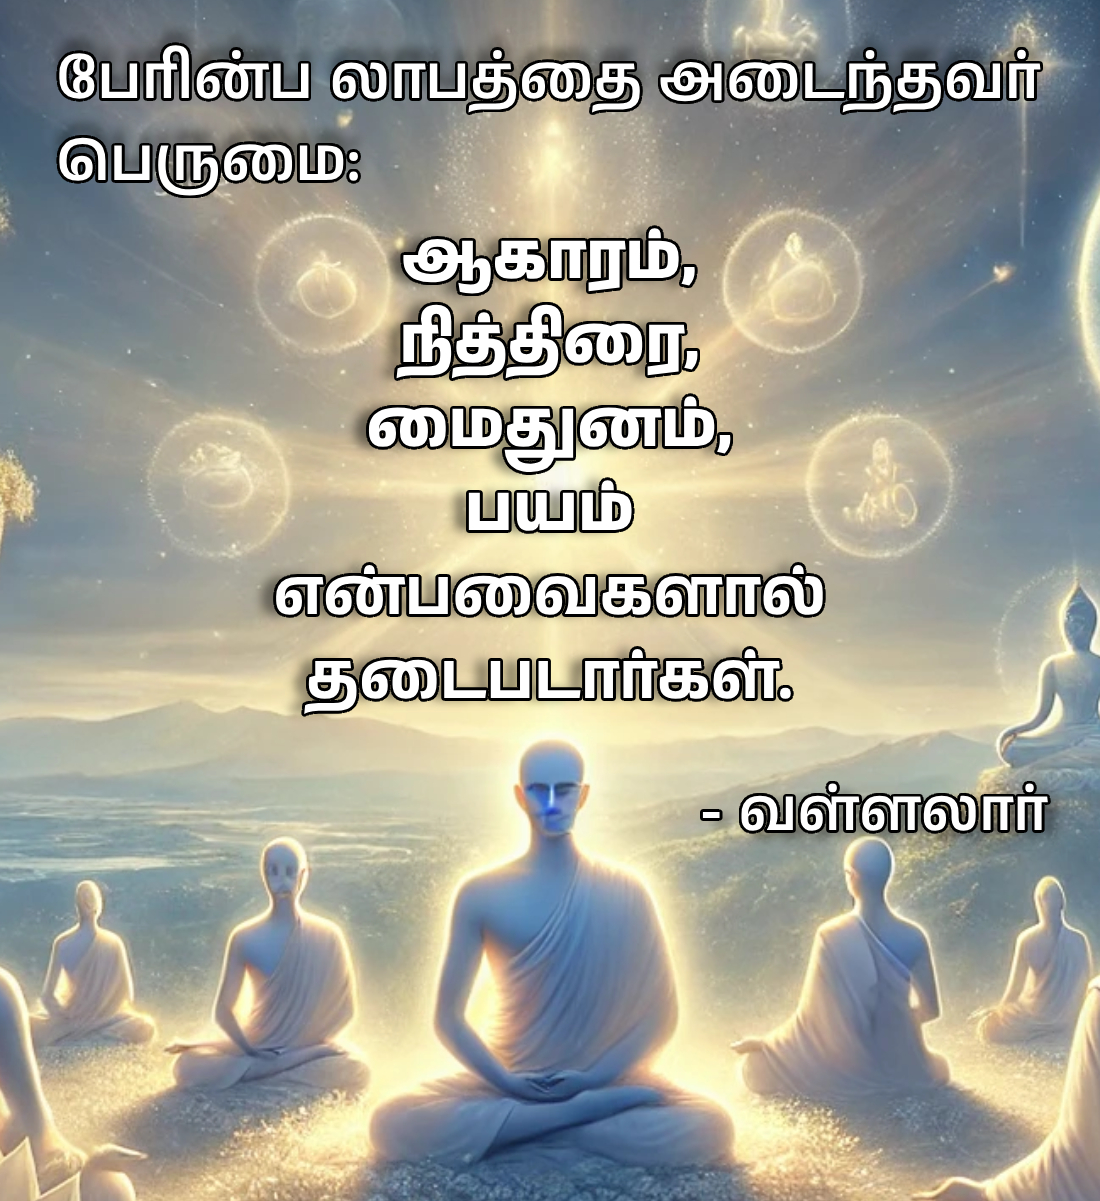 பேரின்ப லாபத்தை அடைந்தவர்
பெருமை:
ஆகாரம்,
நித்திரை,
மைதுனம்,
பயம்
என்பவைகளால்
தடைபடார்கள்.
- வள்ளலார்